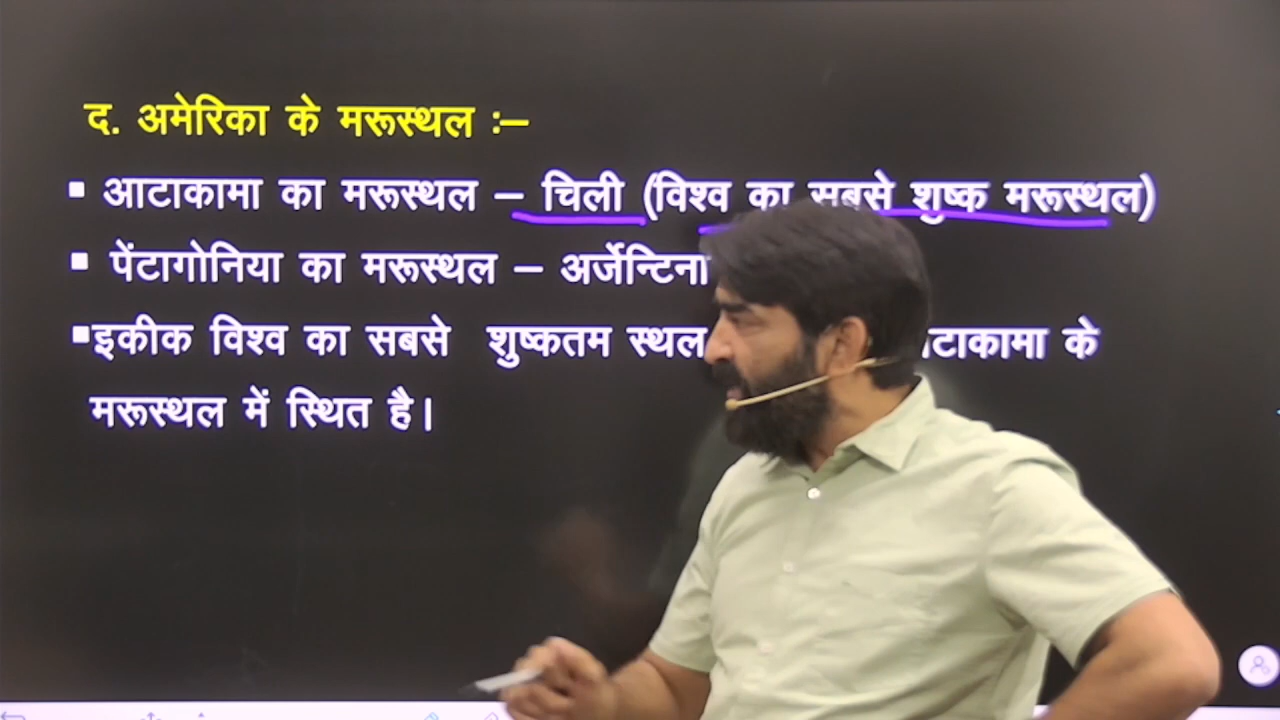 द. अमेरिका के मरूस्थल :–
▪ आटाकामा का मरूस्थल – चिली (विश्व का सबसे शुष्क मरूस्थल)
▪ पेंटागोनिया का मरूस्थल – अर्जेन्टिना
▪इकीक विश्व का सबसे शुष्कतम स्थल के
मरूस्थल में स्थित है।